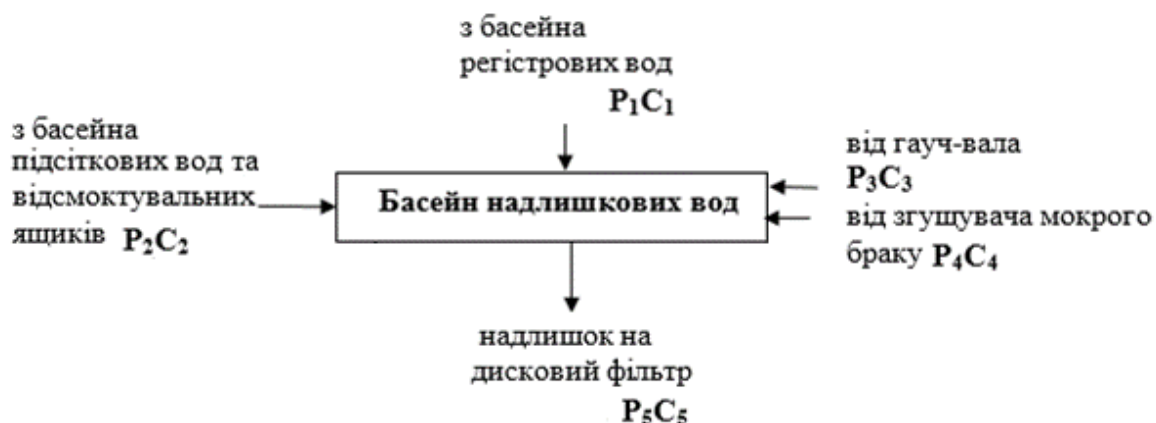 з басейна
регістрових вод
P₁C₁
з басейна
підсіткових вод та
відсмоктувальних
ящиків P₂C₂
Басейн надлишкових вод
від гауч-вала
P₃C₃
від згущувача мокрого
браку P₄C₄
надлишок на
дисковий фільтр
P₅C₅